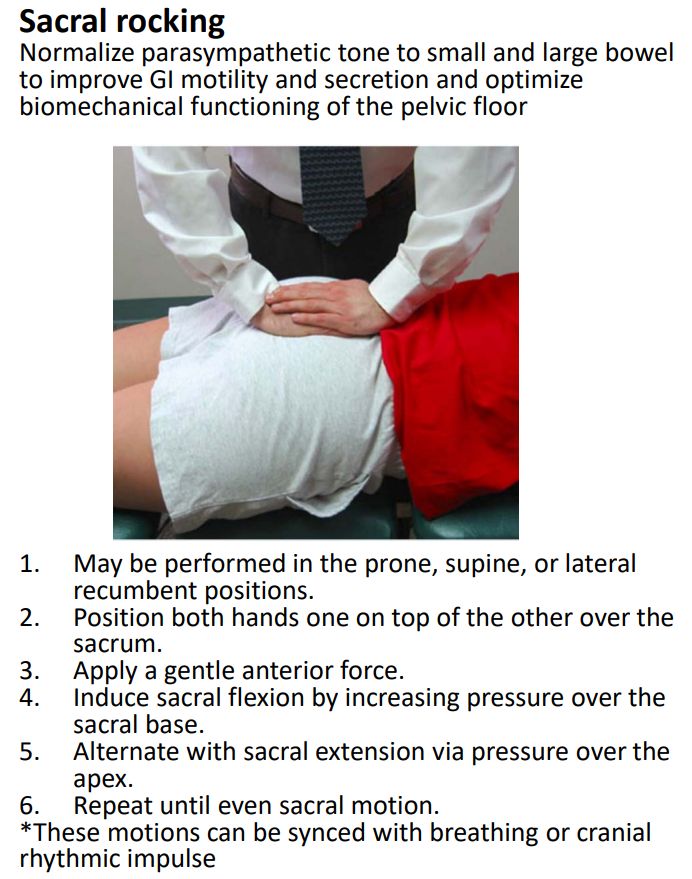 Sacral rocking
Normalize parasympathetic tone to small and large bowel
to improve GI motility and secretion and optimize
biomechanical functioning of the pelvic floor
1. May be performed in the prone, supine, or lateral
recumbent positions.
2. Position both hands one on top of the other over the
sacrum.
3. Apply a gentle anterior force.
4. Induce sacral flexion by increasing pressure over the
sacral base.
5. Alternate with sacral extension via pressure over the
apex.
6. Repeat until even sacral motion.
*These motions can be synced with breathing or cranial
rhythmic impulse